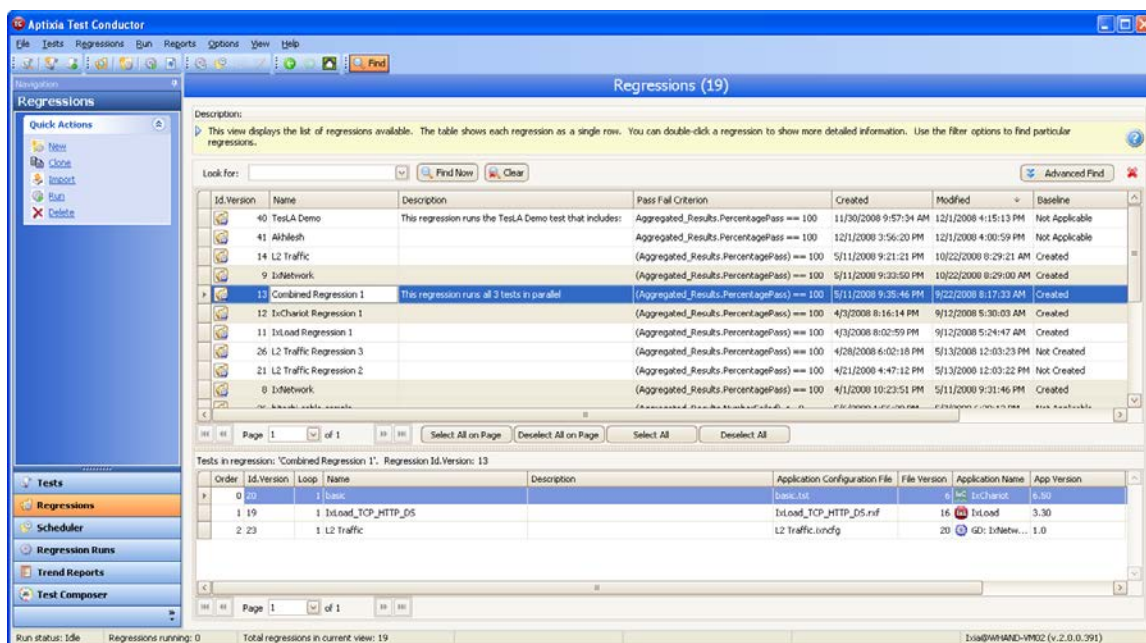 Aptixia Test Conductor
File Tests Regressions Run Reports Options View Help
Find
Navigation
Regressions (19)
Regressions
Quick Actions
New
Clone
Import
Run
Delete
Description:
This view displays the list of regressions available. The table shows each regression as a single row. You can double-click a regression to show more detailed information. Use the filter options to find particular
regressions.
Look for: Find Now Clear Advanced Find
Id.Version Name Description Pass Fail Criterion Created Modified Baseline
40 TesLA Demo This regression runs the TesLA Demo test that includes: Aggregated_Results.PercentagePass == 100 11/30/2008 9:57:34 AM 12/1/2008 4:15:13 PM Not Applicable
41 Akhilesh Aggregated_Results.PercentagePass == 100 12/1/2008 3:56:20 PM 12/1/2008 4:00:59 PM Not Applicable
14 L2 Traffic (Aggregated_Results.PercentagePass) == 100 5/11/2008 9:21:21 PM 10/22/2008 8:29:21 AM Created
9 IxNetwork (Aggregated_Results.PercentagePass) == 100 5/11/2008 9:33:50 PM 10/22/2008 8:29:00 AM Created
13 Combined Regression 1 This regression runs all 3 tests in parallel (Aggregated_Results.PercentagePass) == 100 5/11/2008 9:35:46 PM 9/22/2008 8:17:33 AM Created
12 IxChariot Regression 1 (Aggregated_Results.PercentagePass) == 100 4/3/2008 8:16:14 PM 9/12/2008 5:30:03 AM Created
11 IxLoad Regression 1 (Aggregated_Results.PercentagePass) == 100 4/3/2008 8:02:59 PM 9/12/2008 5:24:47 AM Created
26 L2 Traffic Regression 3 (Aggregated_Results.PercentagePass) == 100 4/28/2008 6:02:18 PM 5/13/2008 12:03:23 PM Not Created
21 L2 Traffic Regression 2 (Aggregated_Results.PercentagePass) == 100 4/21/2008 4:47:12 PM 5/13/2008 12:03:22 PM Not Created
8 IxNetwork (Aggregated_Results.PercentagePass) == 100 4/1/2008 10:23:51 PM 5/11/2008 9:31:46 PM Created
Page 1 of 1 Select All on Page Deselect All on Page Select All Deselect All
Tests in regression: 'Combined Regression 1'. Regression Id.Version: 13
Order Id.Version Loop Name Description Application Configuration File File Version Application Name App Version
0 20 1 basic basic.tst 6 IxChariot 6.50
1 19 1 IxLoad_TCP_HTTP_DS IxLoad_TCP_HTTP_DS.rxf 16 IxLoad 3.30
2 23 1 L2 Traffic L2 Traffic.ixncfg 20 GD: IxNetw... 1.0
Tests
Regressions
Scheduler
Regression Runs
Trend Reports
Test Composer
Page 1 of 1
Run status: Idle Regressions running: 0 Total regressions in current view: 19 Ixia@WHAND-VM02 (v.2.0.0.391)